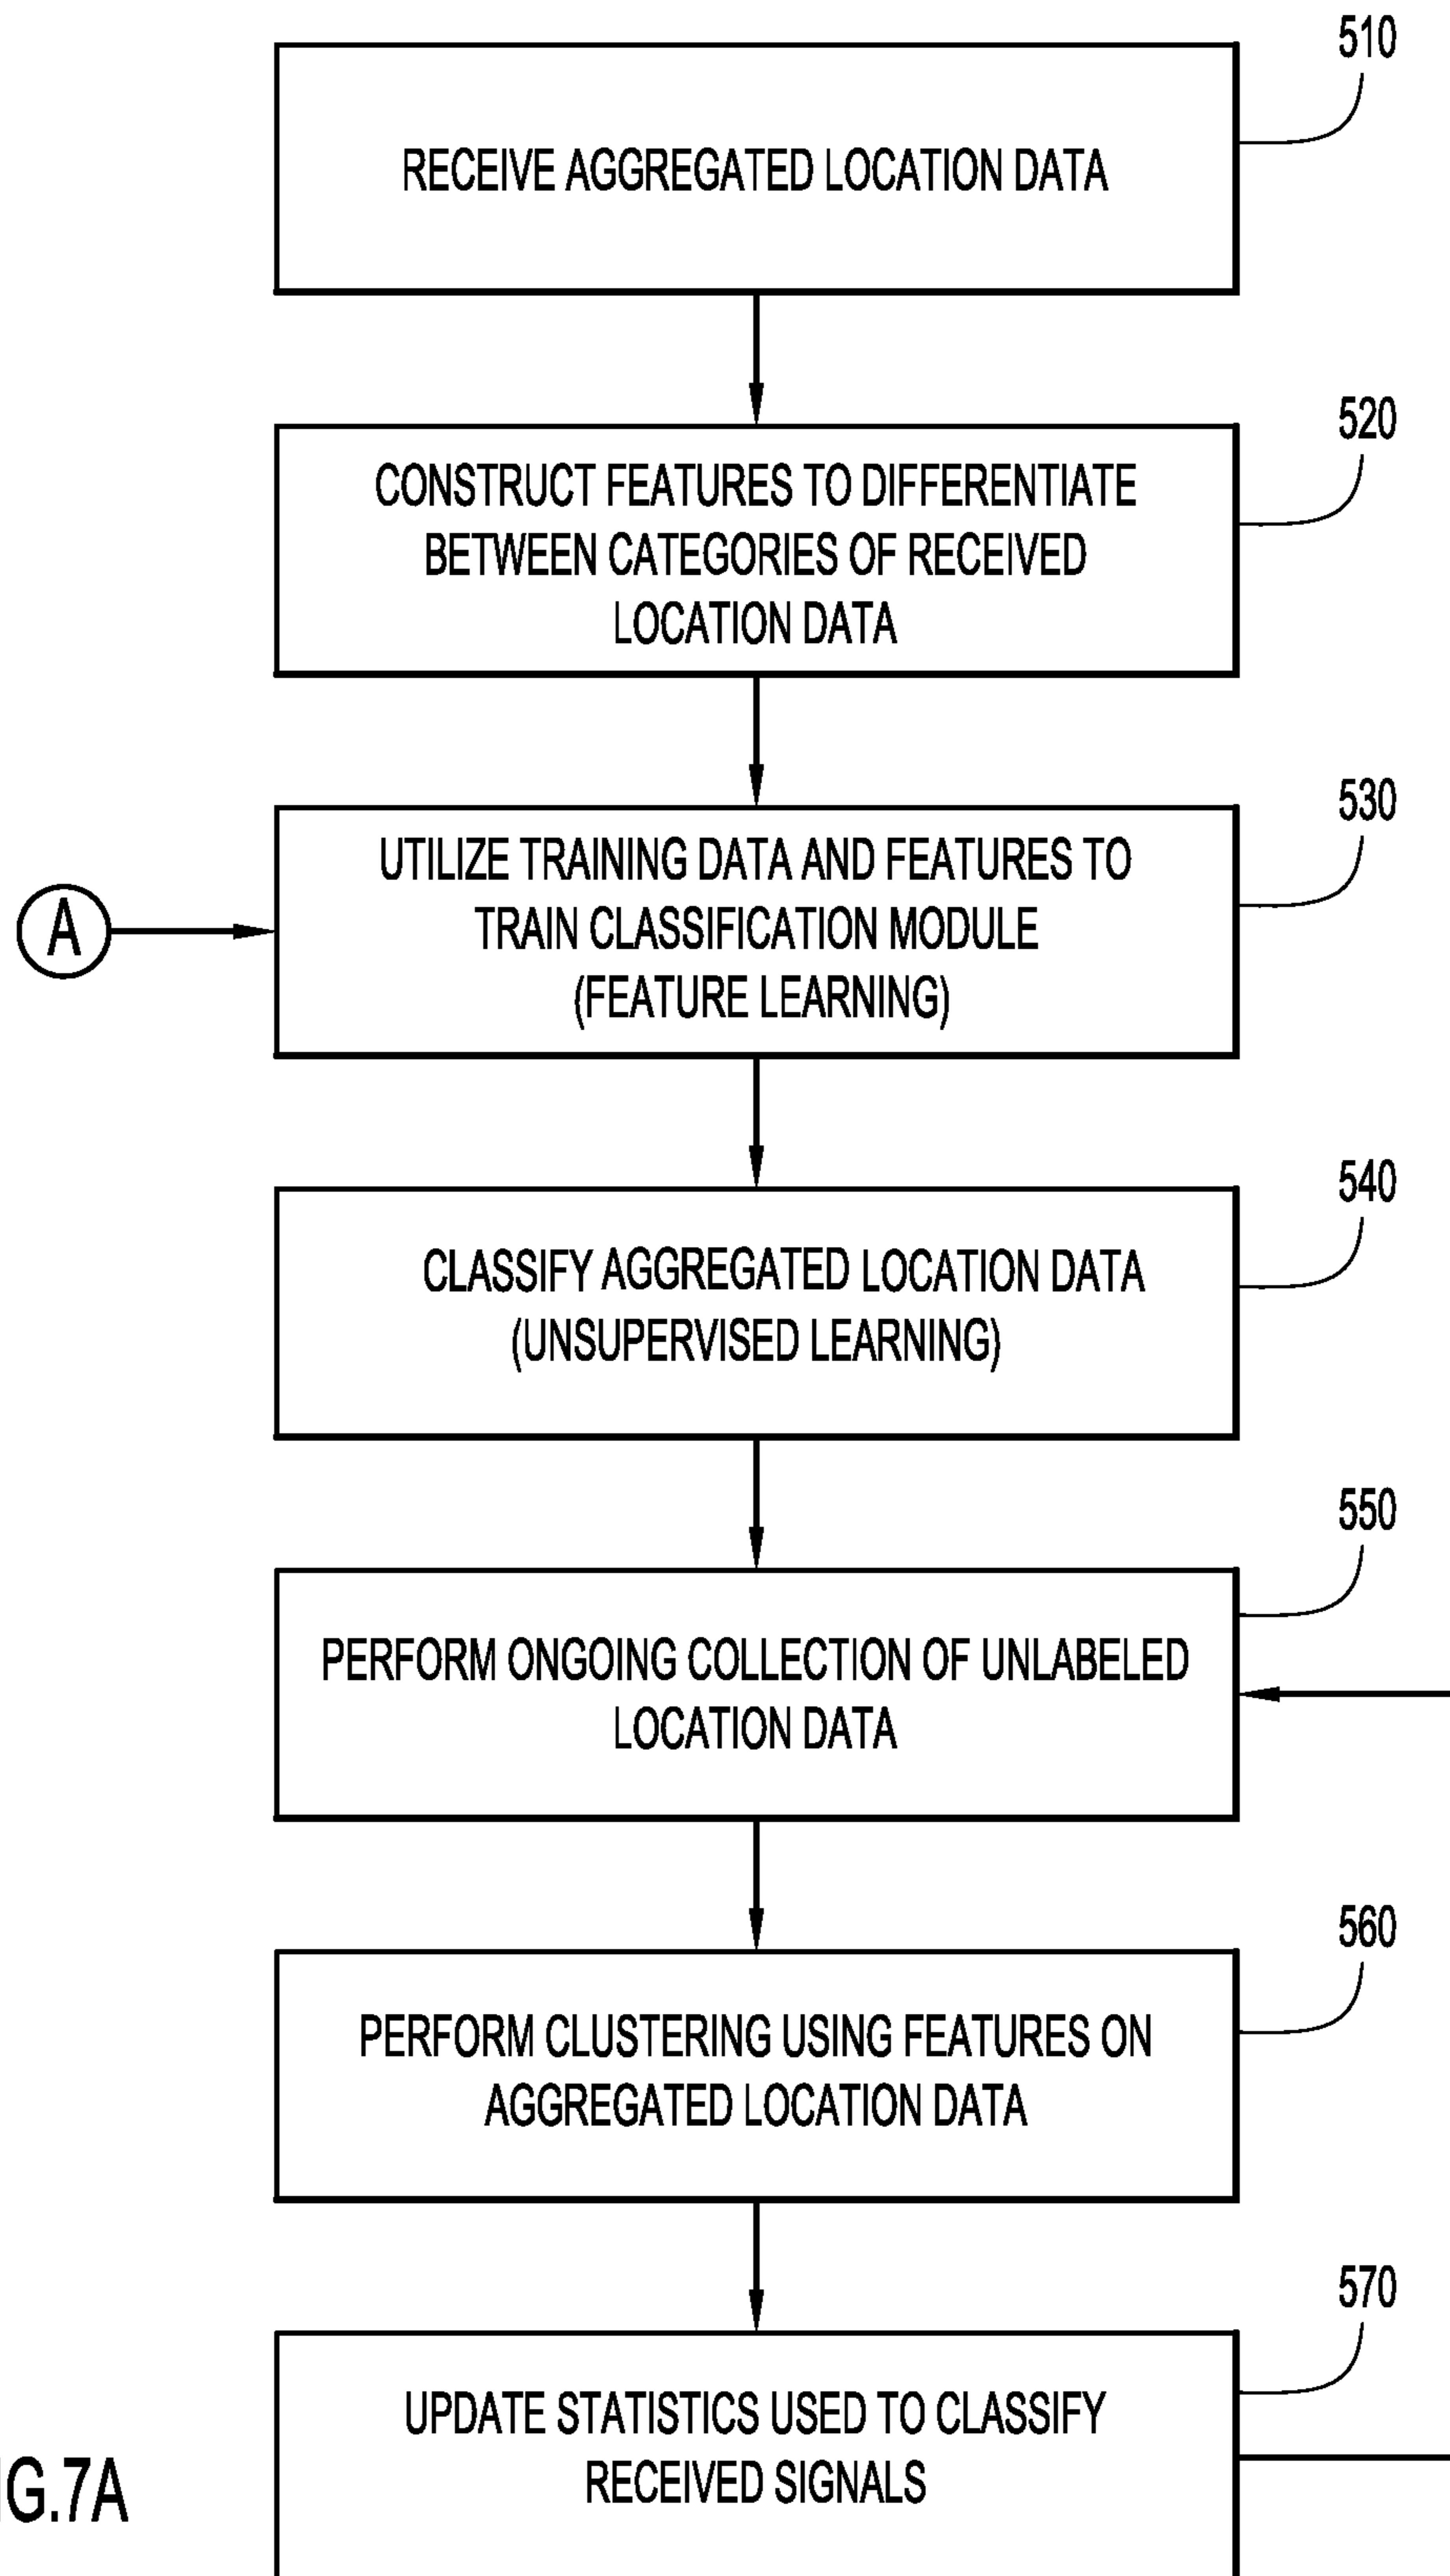 510
RECEIVE AGGREGATED LOCATION DATA
520
CONSTRUCT FEATURES TO DIFFERENTIATE
BETWEEN CATEGORIES OF RECEIVED
LOCATION DATA
530
UTILIZE TRAINING DATA AND FEATURES TO
TRAIN CLASSIFICATION MODULE
(FEATURE LEARNING)
A
540
CLASSIFY AGGREGATED LOCATION DATA
(UNSUPERVISED LEARNING)
550
PERFORM ONGOING COLLECTION OF UNLABELED
LOCATION DATA
560
PERFORM CLUSTERING USING FEATURES ON
AGGREGATED LOCATION DATA
570
UPDATE STATISTICS USED TO CLASSIFY
RECEIVED SIGNALS
G.7A